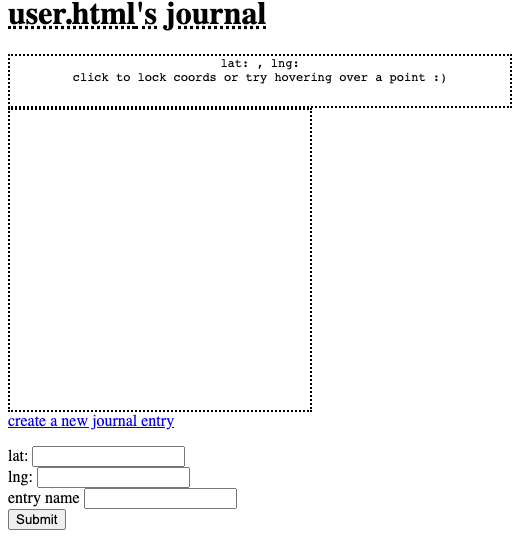 user.html's journal
lat: , lng:
click to lock coords or try hovering over a point :)
create a new journal entry
lat:
lng:
entry name
Submit